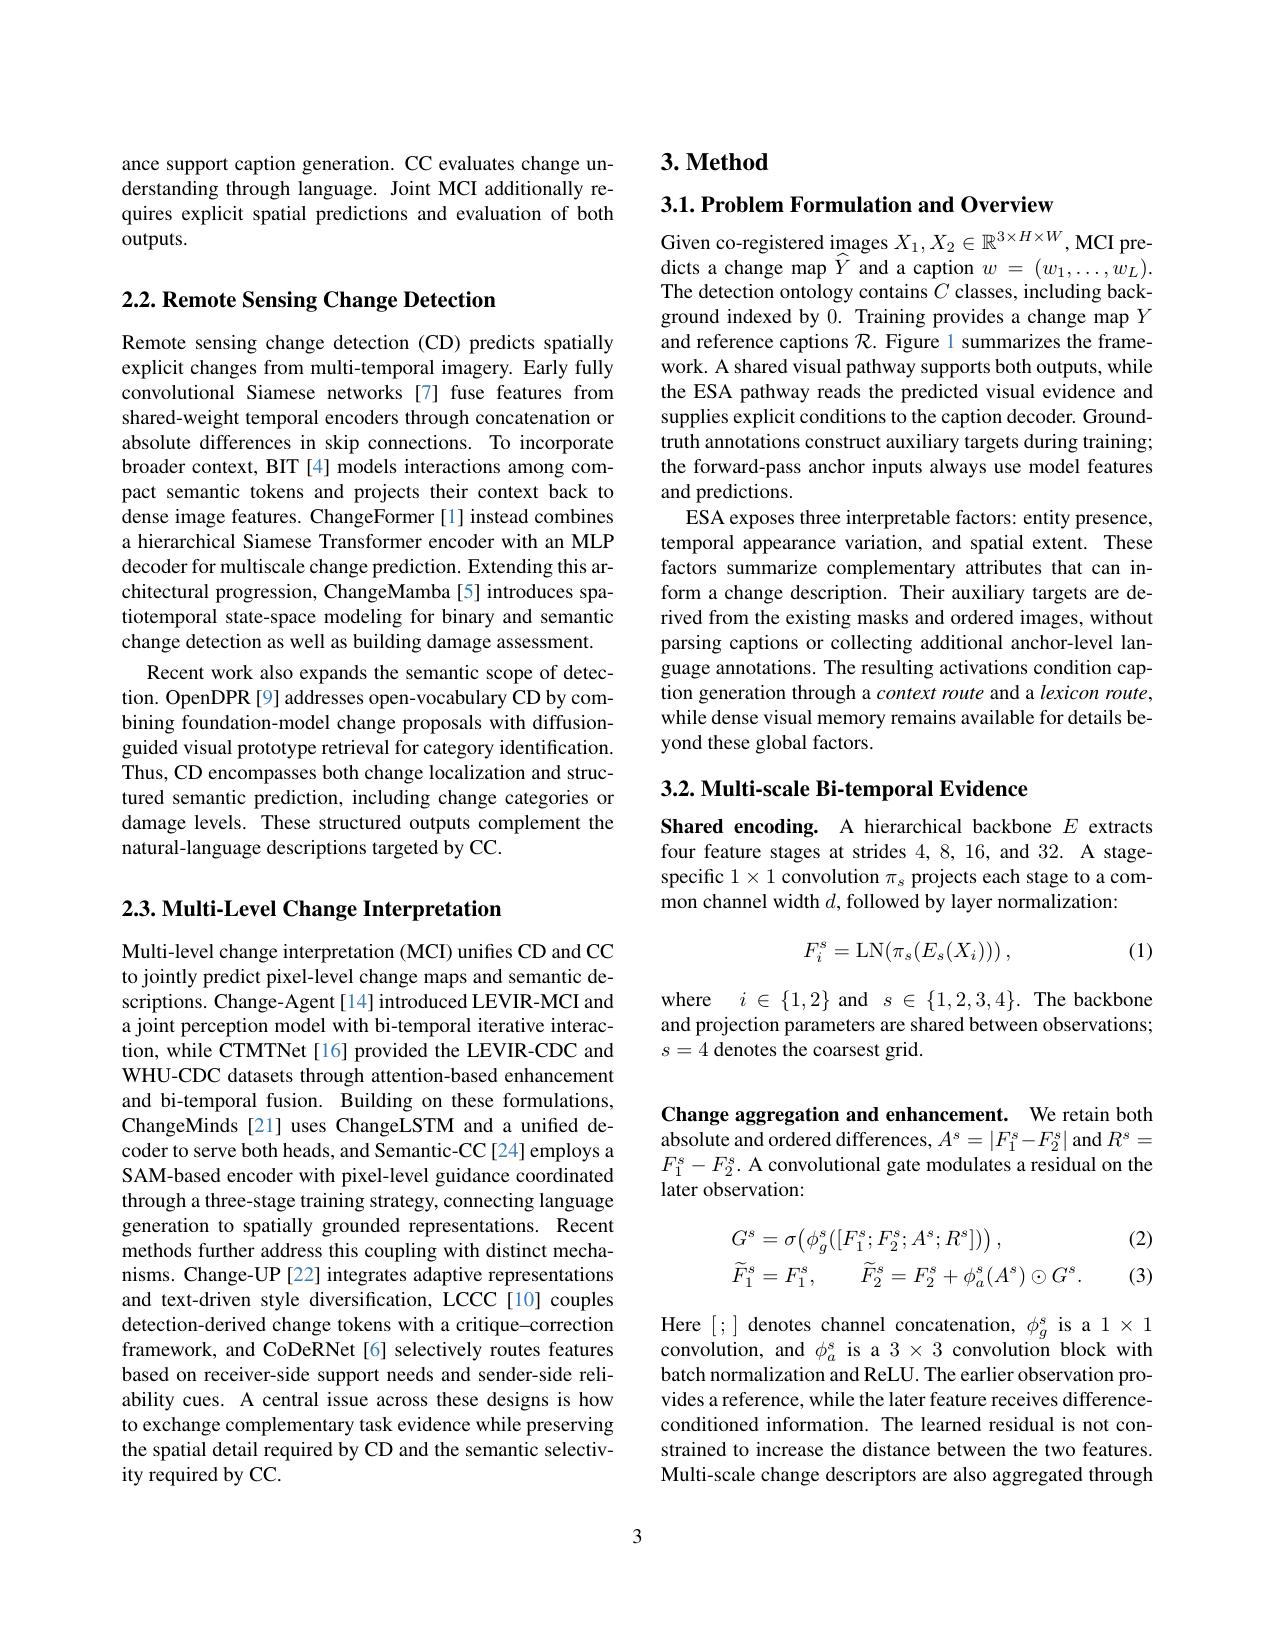 ance support caption generation. CC evaluates change un-
derstanding through language. Joint MCI additionally re-
quires explicit spatial predictions and evaluation of both
outputs.
2.2. Remote Sensing Change Detection
Remote sensing change detection (CD) predicts spatially
explicit changes from multi-temporal imagery. Early fully
convolutional Siamese networks [7] fuse features from
shared-weight temporal encoders through concatenation or
absolute differences in skip connections. To incorporate
broader context, BIT [4] models interactions among com-
pact semantic tokens and projects their context back to
dense image features. ChangeFormer [1] instead combines
a hierarchical Siamese Transformer encoder with an MLP
decoder for multiscale change prediction. Extending this ar-
chitectural progression, ChangeMamba [5] introduces spa-
tiotemporal state-space modeling for binary and semantic
change detection as well as building damage assessment.
Recent work also expands the semantic scope of detec-
tion. OpenDPR [9] addresses open-vocabulary CD by com-
bining foundation-model change proposals with diffusion-
guided visual prototype retrieval for category identification.
Thus, CD encompasses both change localization and struc-
tured semantic prediction, including change categories or
damage levels. These structured outputs complement the
natural-language descriptions targeted by CC.
2.3. Multi-Level Change Interpretation
Multi-level change interpretation (MCI) unifies CD and CC
to jointly predict pixel-level change maps and semantic de-
scriptions. Change-Agent [14] introduced LEVIR-MCI and
a joint perception model with bi-temporal iterative interac-
tion, while CTMTNet [16] provided the LEVIR-CDC and
WHU-CDC datasets through attention-based enhancement
and bi-temporal fusion. Building on these formulations,
ChangeMinds [21] uses ChangeLSTM and a unified de-
coder to serve both heads, and Semantic-CC [24] employs a
SAM-based encoder with pixel-level guidance coordinated
through a three-stage training strategy, connecting language
generation to spatially grounded representations. Recent
methods further address this coupling with distinct mecha-
nisms. Change-UP [22] integrates adaptive representations
and text-driven style diversification, LCCC [10] couples
detection-derived change tokens with a critique–correction
framework, and CoDeRNet [6] selectively routes features
based on receiver-side support needs and sender-side reli-
ability cues. A central issue across these designs is how
to exchange complementary task evidence while preserving
the spatial detail required by CD and the semantic selectiv-
ity required by CC.
3. Method
3.1. Problem Formulation and Overview
Given co-registered images X₁, X₂ ∈ ℝ^{3×H×W}, MCI pre-
dicts a change map Ŷ and a caption w = (w₁, . . . , w_L).
The detection ontology contains C classes, including back-
ground indexed by 0. Training provides a change map Y
and reference captions ℛ. Figure 1 summarizes the frame-
work. A shared visual pathway supports both outputs, while
the ESA pathway reads the predicted visual evidence and
supplies explicit conditions to the caption decoder. Ground-
truth annotations construct auxiliary targets during training;
the forward-pass anchor inputs always use model features
and predictions.
ESA exposes three interpretable factors: entity presence,
temporal appearance variation, and spatial extent. These
factors summarize complementary attributes that can in-
form a change description. Their auxiliary targets are de-
rived from the existing masks and ordered images, without
parsing captions or collecting additional anchor-level lan-
guage annotations. The resulting activations condition cap-
tion generation through a context route and a lexicon route,
while dense visual memory remains available for details be-
yond these global factors.
3.2. Multi-scale Bi-temporal Evidence
Shared encoding. A hierarchical backbone E extracts
four feature stages at strides 4, 8, 16, and 32. A stage-
specific 1 × 1 convolution π_s projects each stage to a com-
mon channel width d, followed by layer normalization:
F_i^s = LN(π_s(E_s(X_i))) , (1)
where i ∈ {1, 2} and s ∈ {1, 2, 3, 4}. The backbone
and projection parameters are shared between observations;
s = 4 denotes the coarsest grid.
Change aggregation and enhancement. We retain both
absolute and ordered differences, A^s = |F_1^s−F_2^s| and R^s =
F_1^s − F_2^s. A convolutional gate modulates a residual on the
later observation:
G^s = σ(φ_g^s([F_1^s; F_2^s; A^s; R^s])) , (2)
F̃_1^s = F_1^s, F̃_2^s = F_2^s + φ_a^s(A^s) ⊙ G^s. (3)
Here [ ; ] denotes channel concatenation, φ_g^s is a 1 × 1
convolution, and φ_a^s is a 3 × 3 convolution block with
batch normalization and ReLU. The earlier observation pro-
vides a reference, while the later feature receives difference-
conditioned information. The learned residual is not con-
strained to increase the distance between the two features.
Multi-scale change descriptors are also aggregated through
3